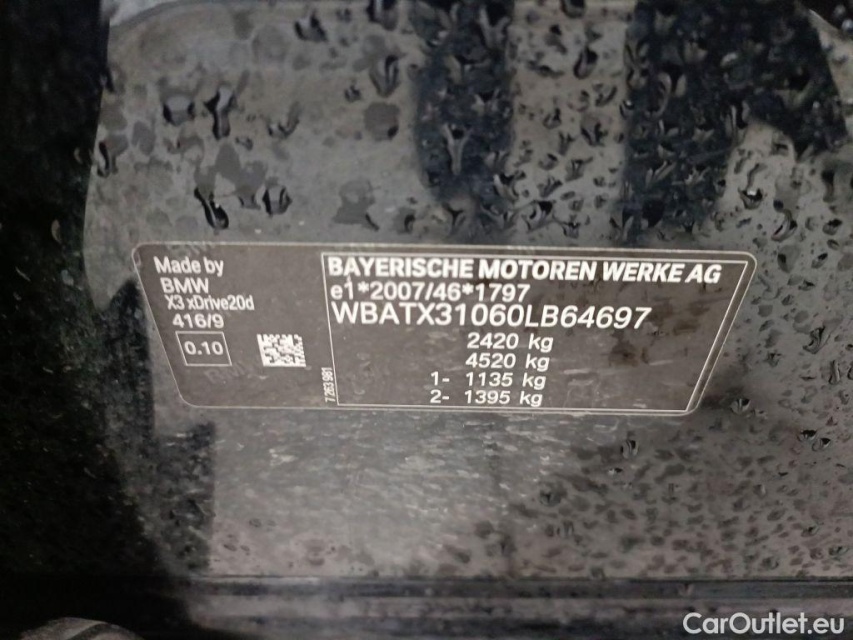 Made by
BMW
X3 xDrive20d
416/9
0.10
7263981
BAYERISCHE MOTOREN WERKE AG
e1*2007/46*1797
WBATX31060LB64697
2420 kg
4520 kg
1- 1135 kg
2- 1395 kg
CarOutlet.eu